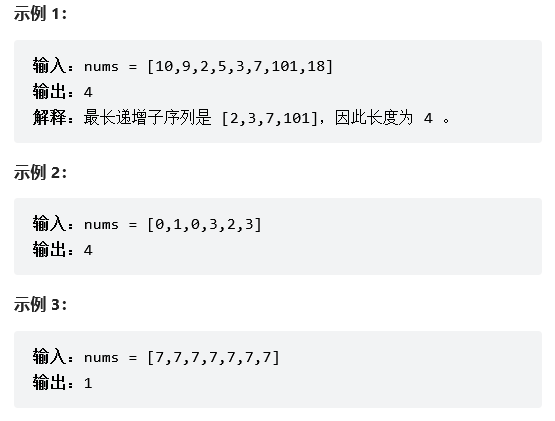 示例 1：
输入：nums = [10,9,2,5,3,7,101,18]
输出：4
解释：最长递增子序列是 [2,3,7,101]，因此长度为 4 。
示例 2：
输入：nums = [0,1,0,3,2,3]
输出：4
示例 3：
输入：nums = [7,7,7,7,7,7,7]
输出：1